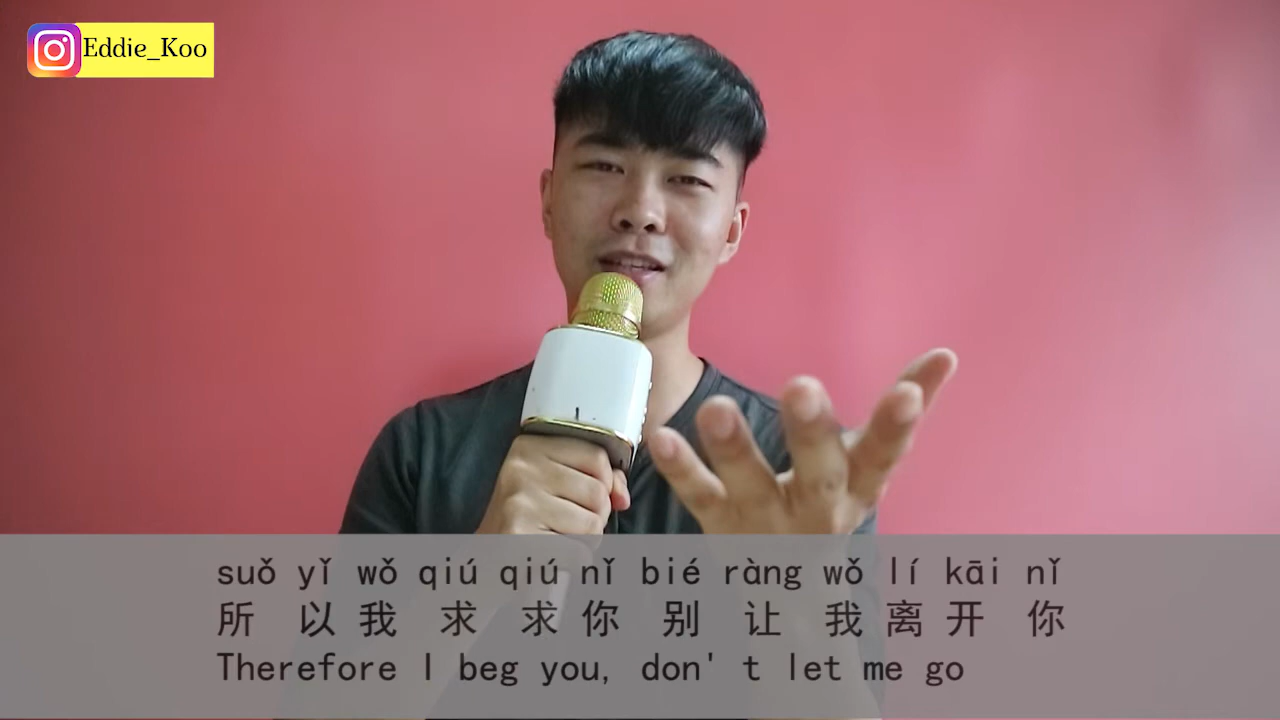 Eddie_Koo
suǒ yǐ wǒ qiú qiú nǐ bié ràng wǒ lí kāi nǐ
所 以 我 求 求 你 别 让 我 离 开 你
Therefore I beg you, don't let me go